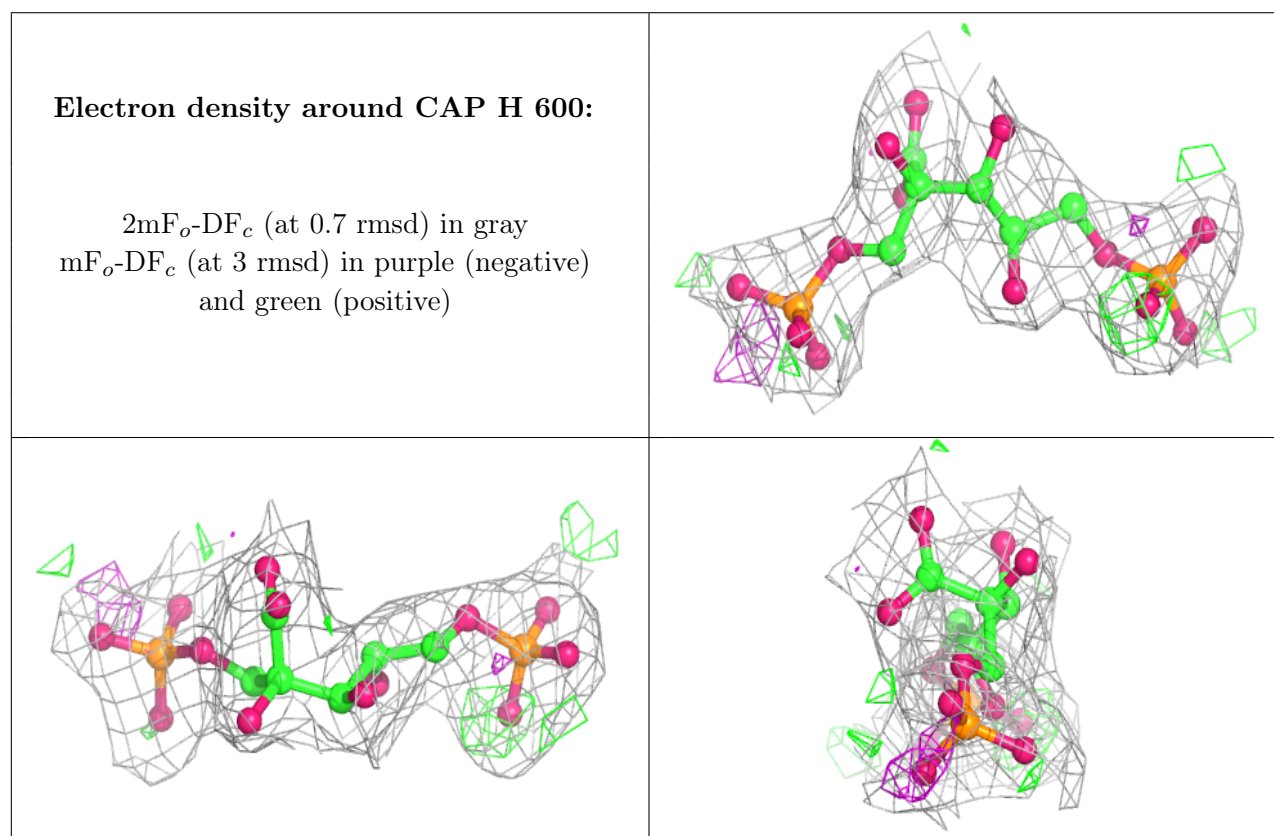 Electron density around CAP H 600:
2mFₒ-DF𝒸 (at 0.7 rmsd) in gray
mFₒ-DF𝒸 (at 3 rmsd) in purple (negative)
and green (positive)